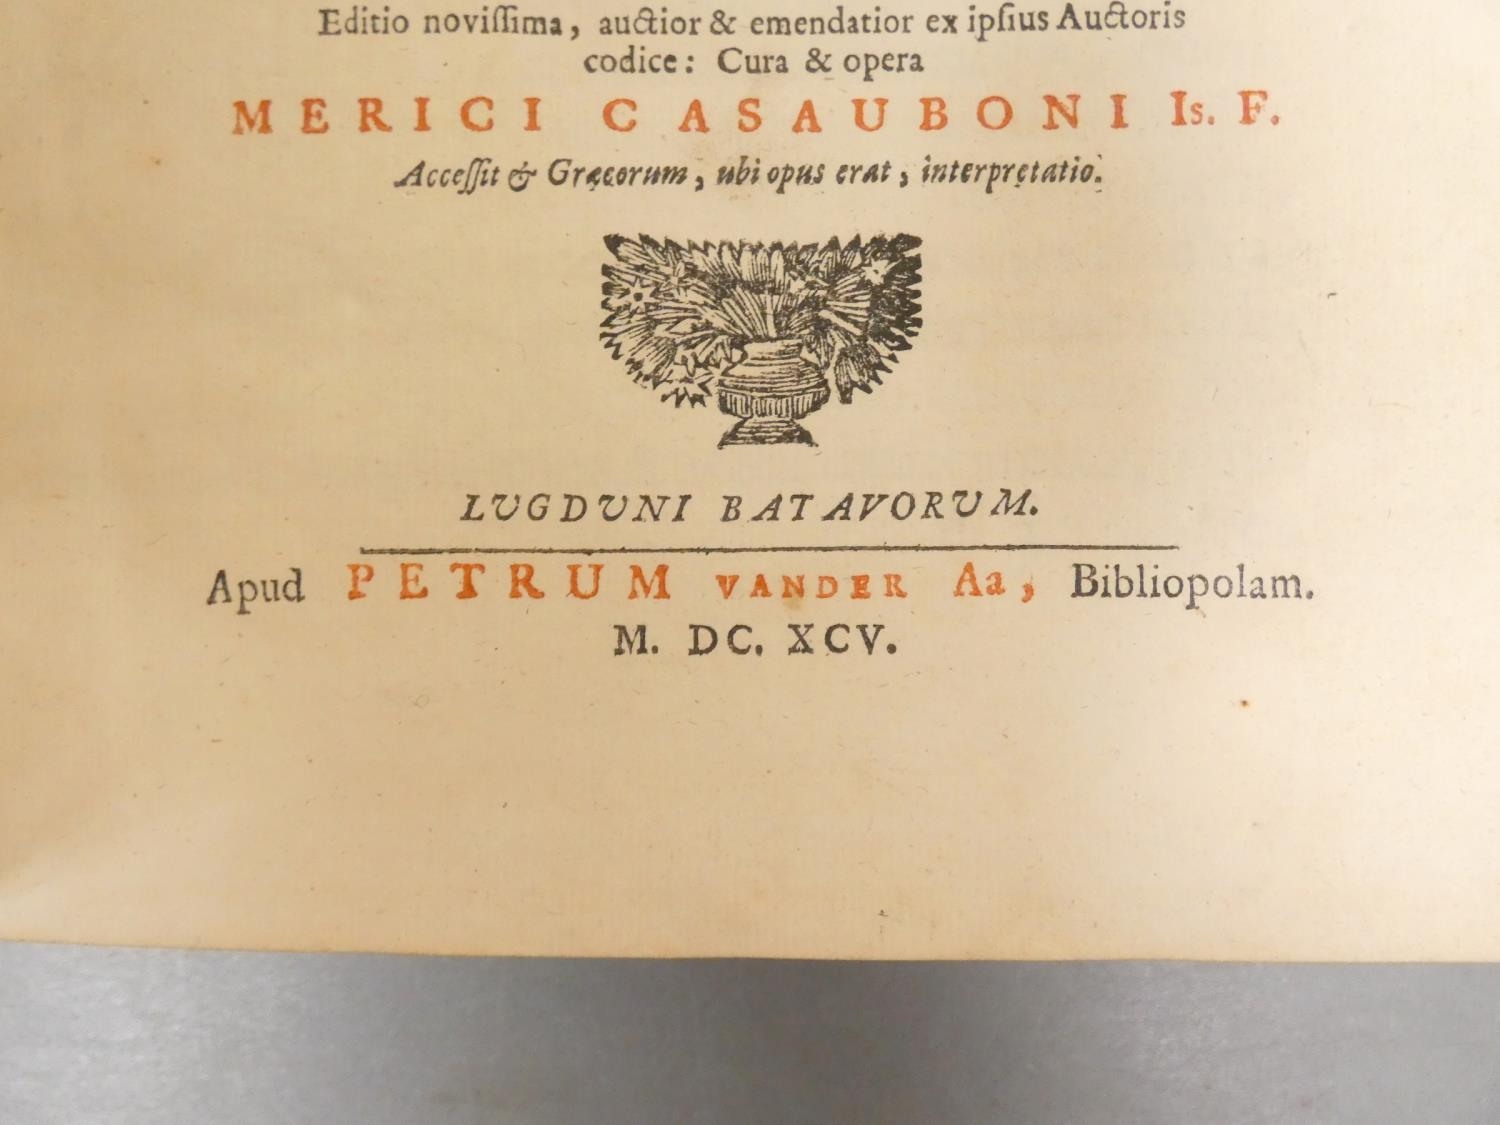 Editio noviſſima, auctior & emendatior ex ipſius Auctoris
codice: Cura & opera
MERICI CASAUBONI Is. F.
Acceſſit & Græcorum, ubi opus erat, interpretatio.
LUGDUNI BATAVORUM.
Apud PETRUM VANDER Aa, Bibliopolam.
M. DC. XCV.